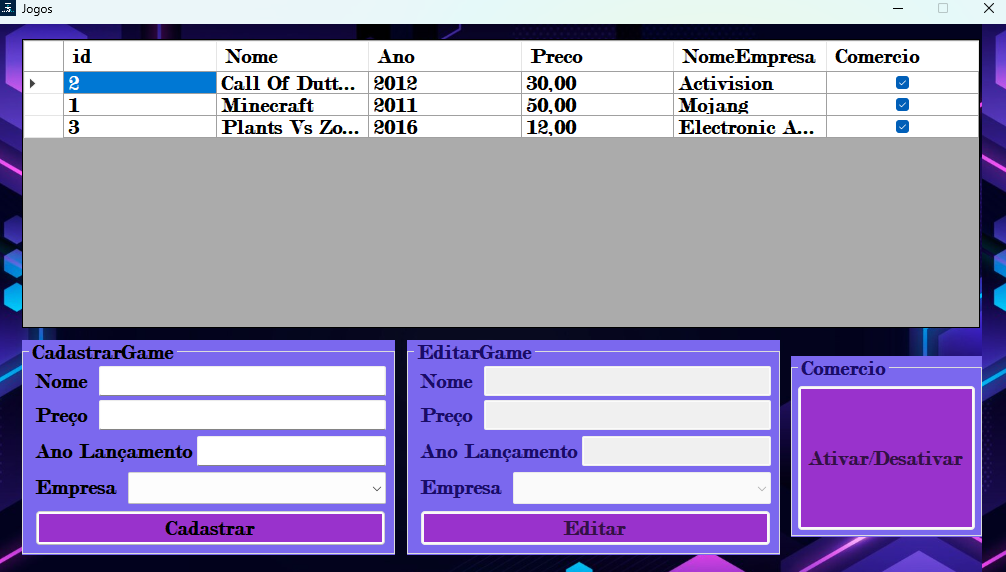 Jogos
id Nome Ano Preco NomeEmpresa Comercio
2 Call Of Dutt... 2012 30,00 Activision
1 Minecraft 2011 50,00 Mojang
3 Plants Vs Zo... 2016 12,00 Electronic A...
CadastrarGame
Nome
Preço
Ano Lançamento
Empresa
Cadastrar
EditarGame
Nome
Preço
Ano Lançamento
Empresa
Editar
Comercio
Ativar/Desativar